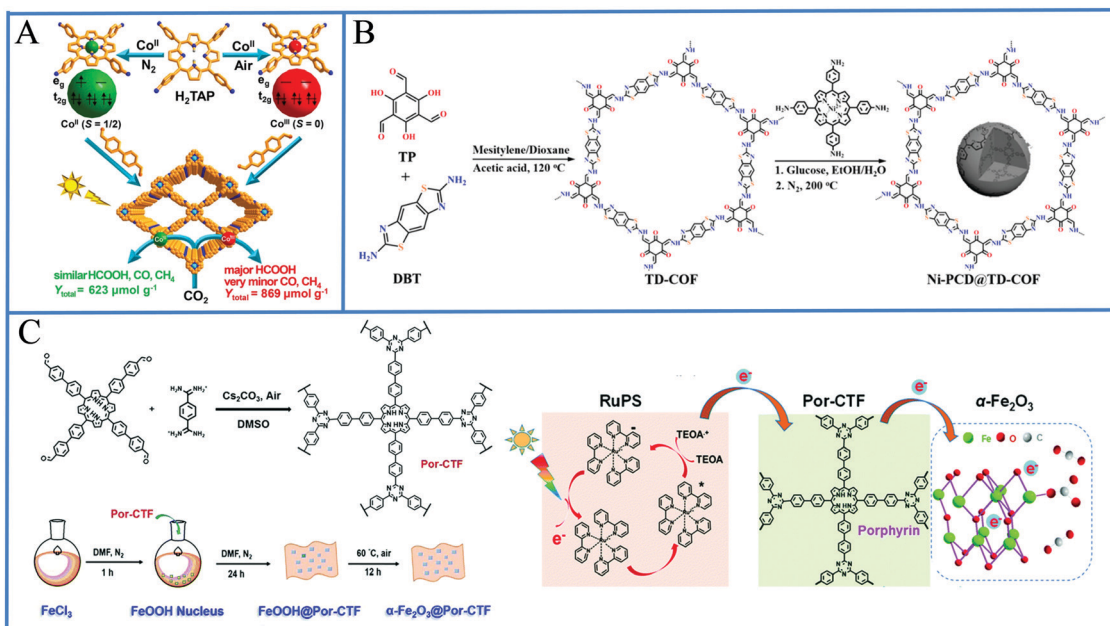 A
Co^II
Co^II
N₂
Air
H₂TAP
e_g
t_2g
e_g
t_2g
Co^II (S = 1/2)
Co^III (S = 0)
Co^II
Co^III
similar HCOOH, CO, CH₄
Y_total = 623 μmol g⁻¹
major HCOOH
very minor CO, CH₄
Y_total = 869 μmol g⁻¹
CO₂
B
TP
+
DBT
Mesitylene/Dioxane
Acetic acid, 120 °C
TD-COF
1. Glucose, EtOH/H₂O
2. N₂, 200 °C
Ni-PCD@TD-COF
C
+
Cs₂CO₃, Air
DMSO
Por-CTF
Por-CTF
DMF, N₂
1 h
DMF, N₂
24 h
60 °C, air
12 h
FeCl₃
FeOOH Nucleus
FeOOH@Por-CTF
α-Fe₂O₃@Por-CTF
RuPS
TEOA⁺
TEOA
*
e⁻
e⁻
Por-CTF
Porphyrin
e⁻
α-Fe₂O₃
Fe O C
e⁻
e⁻